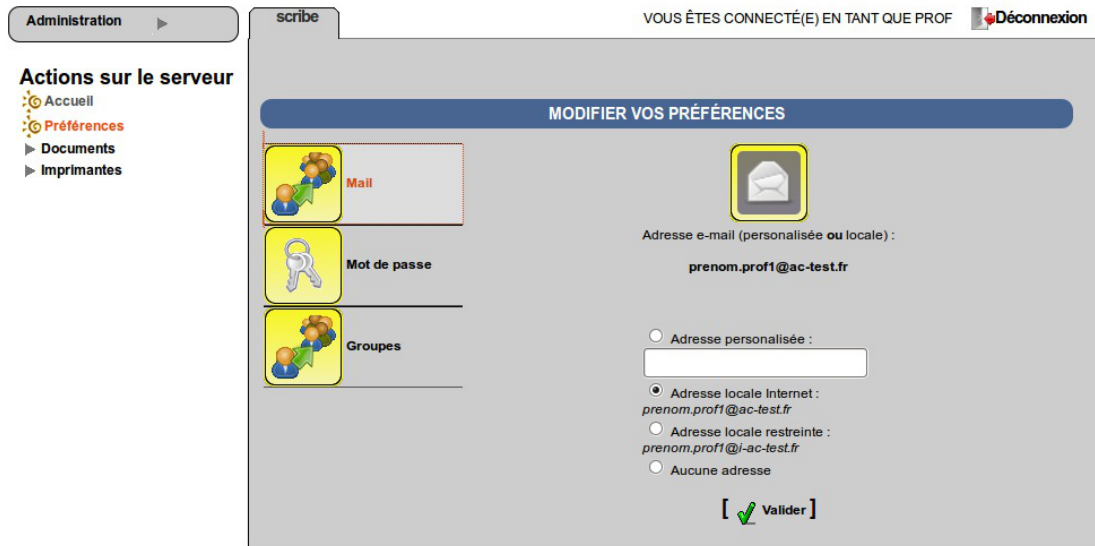 Administration
scribe
VOUS ÊTES CONNECTÉ(E) EN TANT QUE PROF
Déconnexion
Actions sur le serveur
Accueil
Préférences
Documents
Imprimantes
MODIFIER VOS PRÉFÉRENCES
Mail
Mot de passe
Groupes
Adresse e-mail (personalisée ou locale) :
prenom.prof1@ac-test.fr
Adresse personalisée :
Adresse locale Internet :
prenom.prof1@ac-test.fr
Adresse locale restreinte :
prenom.prof1@i-ac-test.fr
Aucune adresse
[ Valider ]